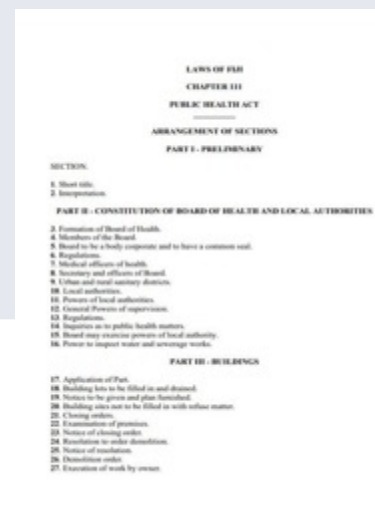 LAWS OF FIJI
CHAPTER 111
PUBLIC HEALTH ACT
ARRANGEMENT OF SECTIONS
PART I - PRELIMINARY
SECTION.
1. Short title.
2. Interpretation.
PART II - CONSTITUTION OF BOARD OF HEALTH AND LOCAL AUTHORITIES
3. Formation of Board of Health.
4. Members of the Board.
5. Board to be a body corporate and to have a common seal.
6. Regulations.
7. Medical officers of health.
8. Secretary and officers of Board.
9. Urban and rural sanitary districts.
10. Local authorities.
11. Powers of local authorities.
12. General Powers of supervision.
13. Regulations.
14. Inquiries as to public health matters.
15. Board may exercise powers of local authority.
16. Power to inspect water and sewerage works.
PART III - BUILDINGS
17. Application of Part.
18. Building lots to be filled in and drained.
19. Notice to be given and plan furnished.
20. Building sites not to be filled in with refuse matter.
21. Closing orders.
22. Examination of premises.
23. Notice of closing order.
24. Resolution to order demolition.
25. Notice of resolution.
26. Demolition order.
27. Execution of work by owner.